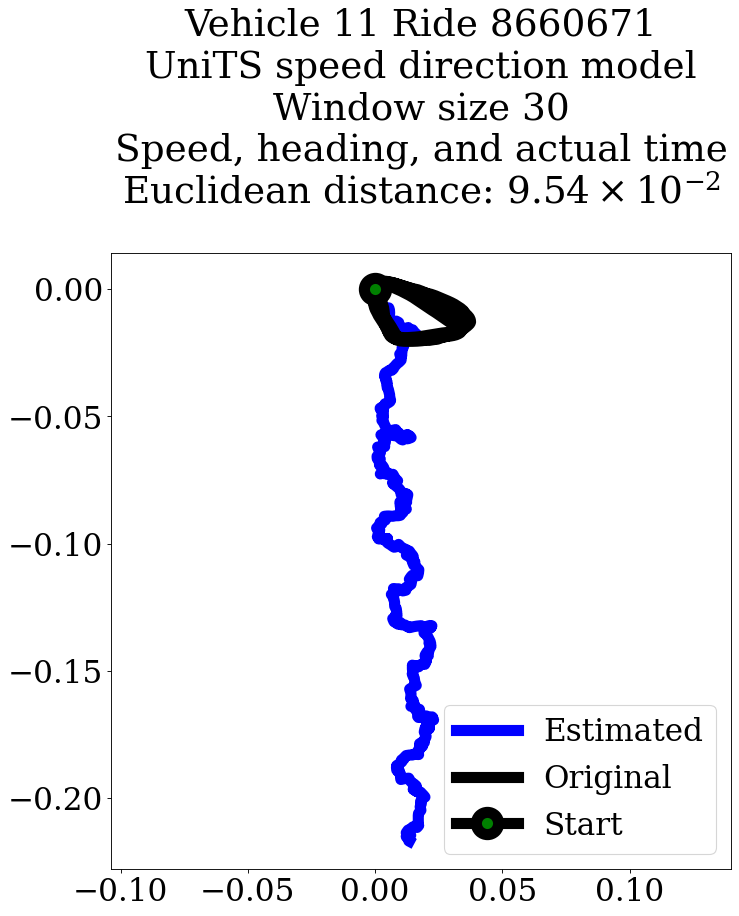 Vehicle 11 Ride 8660671
UniTS speed direction model
Window size 30
Speed, heading, and actual time
Euclidean distance: 9.54 × 10⁻²
0.00
−0.05
−0.10
−0.15
−0.20
Estimated
Original
Start
−0.10 −0.05 0.00 0.05 0.10